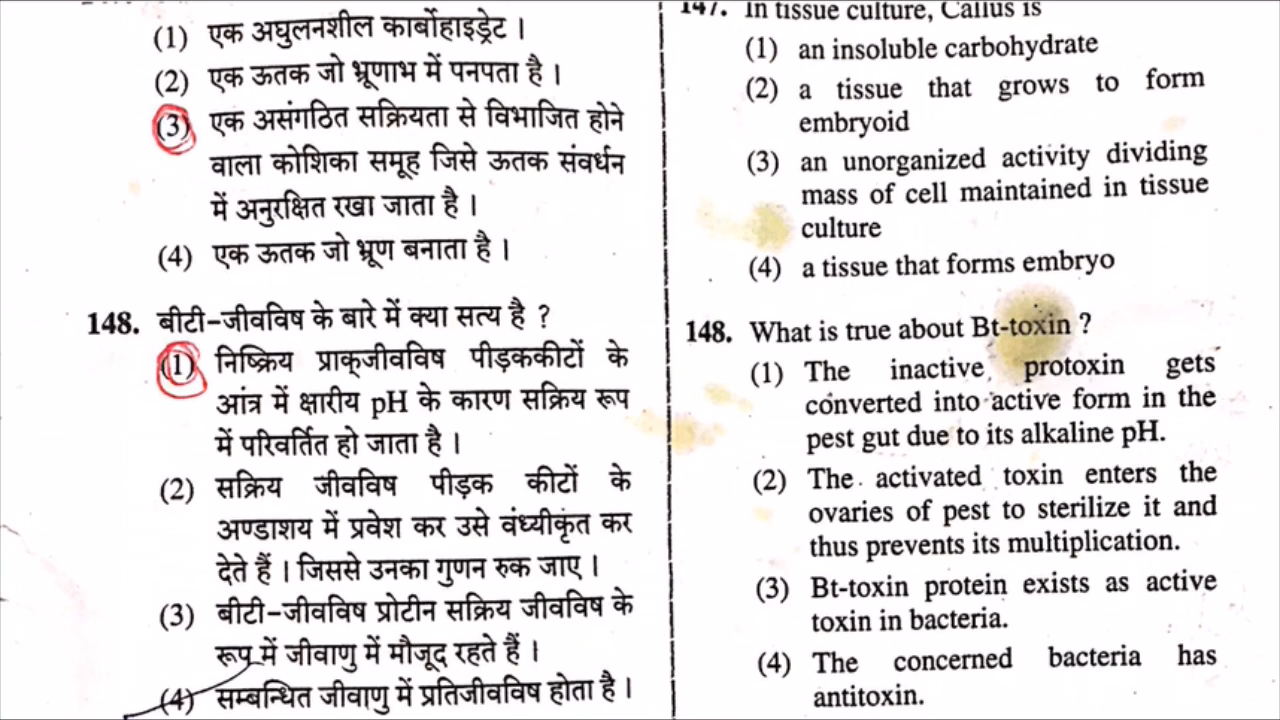 (1) एक अघुलनशील कार्बोहाइड्रेट ।
(2) एक ऊतक जो भ्रूणाभ में पनपता है ।
(3) एक असंगठित सक्रियता से विभाजित होने
वाला कोशिका समूह जिसे ऊतक संवर्धन
में अनुरक्षित रखा जाता है ।
(4) एक ऊतक जो भ्रूण बनाता है ।
148. बीटी-जीवविष के बारे में क्या सत्य है ?
(1) निष्क्रिय प्राक्जीवविष पीड़ककीटों के
आंत्र में क्षारीय pH के कारण सक्रिय रूप
में परिवर्तित हो जाता है ।
(2) सक्रिय जीवविष पीड़क कीटों के
अण्डाशय में प्रवेश कर उसे वंध्यीकृत कर
देते हैं । जिससे उनका गुणन रुक जाए ।
(3) बीटी-जीवविष प्रोटीन सक्रिय जीवविष के
रूप में जीवाणु में मौजूद रहते हैं ।
(4) सम्बन्धित जीवाणु में प्रतिजीवविष होता है ।
147. In tissue culture, Callus is
(1) an insoluble carbohydrate
(2) a tissue that grows to form
embryoid
(3) an unorganized activity dividing
mass of cell maintained in tissue
culture
(4) a tissue that forms embryo
148. What is true about Bt-toxin ?
(1) The inactive protoxin gets
converted into active form in the
pest gut due to its alkaline pH.
(2) The activated toxin enters the
ovaries of pest to sterilize it and
thus prevents its multiplication.
(3) Bt-toxin protein exists as active
toxin in bacteria.
(4) The concerned bacteria has
antitoxin.